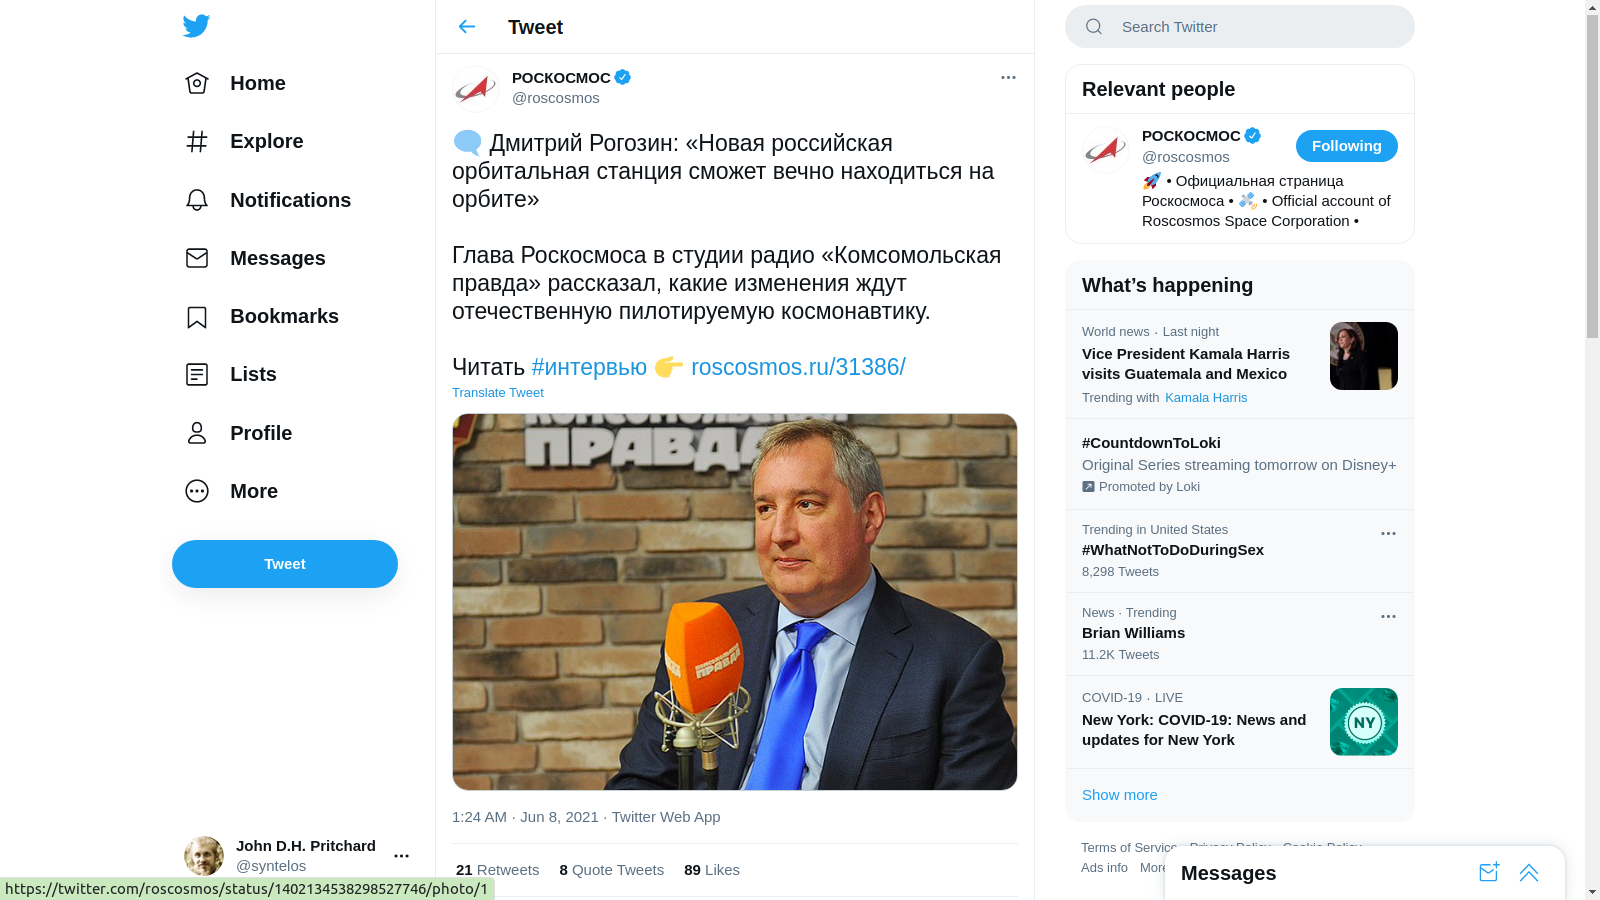 Home
Explore
Notifications
Messages
Bookmarks
Lists
Profile
More
Tweet
John D.H. Pritchard
@syntelos
https://twitter.com/roscosmos/status/1402134538298527746/photo/1
Tweet
РОСКОСМОС
@roscosmos
Дмитрий Рогозин: «Новая российская
орбитальная станция сможет вечно находиться на
орбите»
Глава Роскосмоса в студии радио «Комсомольская
правда» рассказал, какие изменения ждут
отечественную пилотируемую космонавтику.
Читать #интервью 👉 roscosmos.ru/31386/
Translate Tweet
КОМСОМОЛЬСКАЯ
ПРАВДА
КОМСОМОЛЬСКАЯ
ПРАВДА
1:24 AM · Jun 8, 2021 · Twitter Web App
21 Retweets 8 Quote Tweets 89 Likes
Search Twitter
Relevant people
РОСКОСМОС
@roscosmos
Following
🚀 • Официальная страница
Роскосмоса • 🛰 • Official account of
Roscosmos Space Corporation •
What's happening
World news · Last night
Vice President Kamala Harris
visits Guatemala and Mexico
Trending with Kamala Harris
#CountdownToLoki
Original Series streaming tomorrow on Disney+
Promoted by Loki
Trending in United States
#WhatNotToDoDuringSex
8,298 Tweets
News · Trending
Brian Williams
11.2K Tweets
COVID-19 · LIVE
New York: COVID-19: News and
updates for New York
NY
Show more
Terms of Service Privacy Policy Cookie Policy
Ads info More
Messages